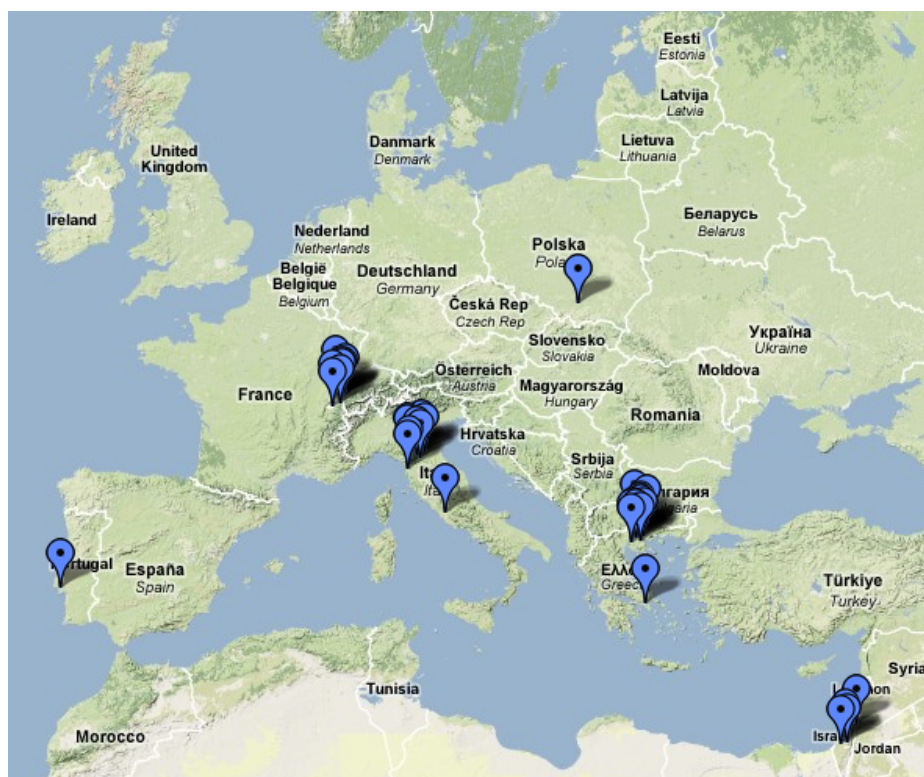 Eesti
Estonia
Latvija
Latvia
Danmark
Denmark
Lietuva
Lithuania
United
Kingdom
Ireland
Беларусь
Belarus
Nederland
Netherlands
Polska
België
Belgique
Belgium
Deutschland
Germany
Česká Rep
Czech Rep
Україна
Ukraine
Slovensko
Slovakia
Österreich
Austria
Moldova
France
Magyarország
Hungary
Romania
Hrvatska
Croatia
Srbija
Serbia
España
Spain
Türkiye
Turkey
Tunisia
Syria
Morocco
Jordan